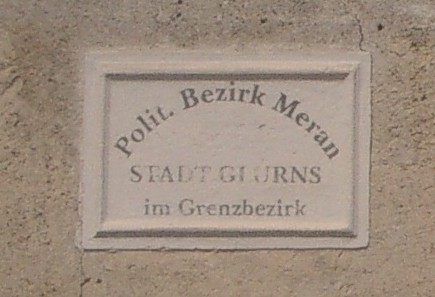 Polit. Bezirk Meran
STADT GLURNS
im Grenzbezirk